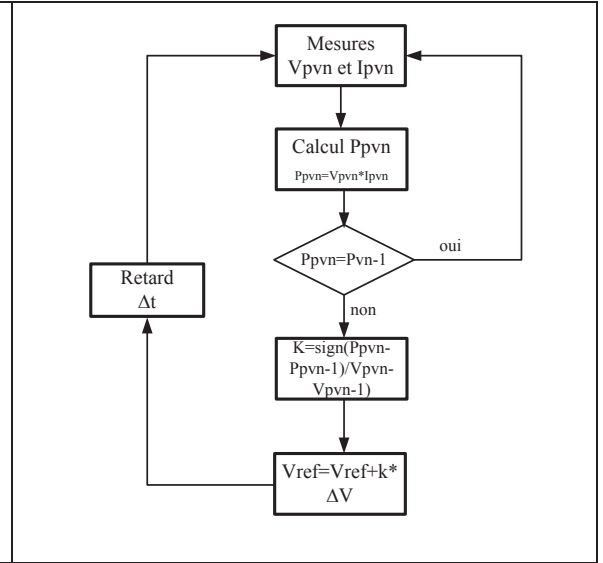 Mesures
Vpvn et Ipvn
Calcul Ppvn
Ppvn=Vpvn*Ipvn
Ppvn=Pvn-1
oui
non
Retard
Δt
K=sign(Ppvn-
Ppvn-1)/Vpvn-
Vpvn-1)
Vref=Vref+k*
ΔV